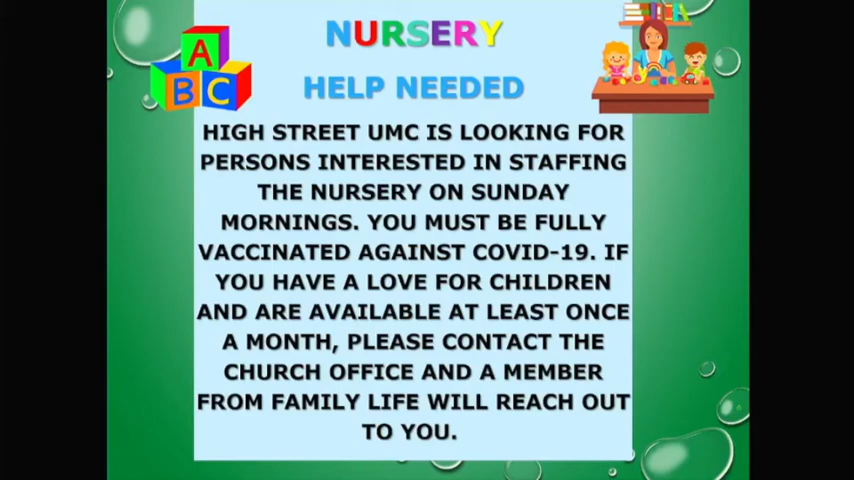 NURSERY
HELP NEEDED
HIGH STREET UMC IS LOOKING FOR
PERSONS INTERESTED IN STAFFING
THE NURSERY ON SUNDAY
MORNINGS. YOU MUST BE FULLY
VACCINATED AGAINST COVID-19. IF
YOU HAVE A LOVE FOR CHILDREN
AND ARE AVAILABLE AT LEAST ONCE
A MONTH, PLEASE CONTACT THE
CHURCH OFFICE AND A MEMBER
FROM FAMILY LIFE WILL REACH OUT
TO YOU.
A
B C